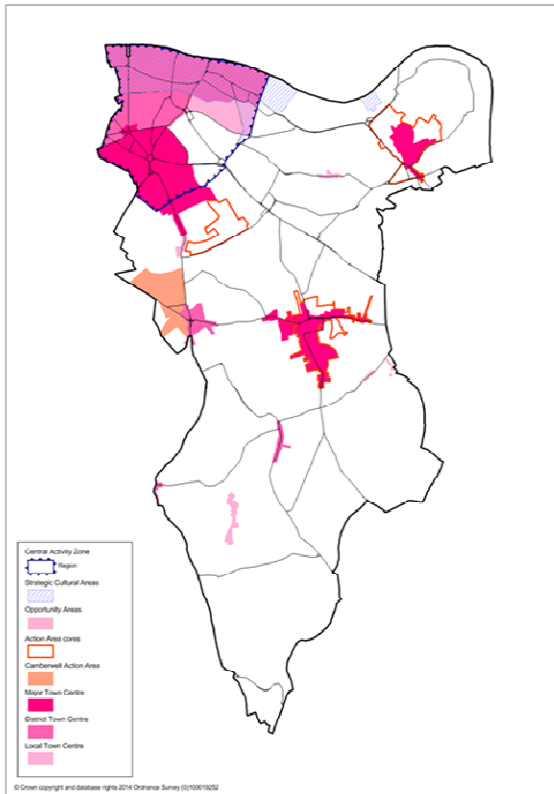 Central Activity Zone
Region
Strategic Cultural Areas
Opportunity Areas
Action Area cores
Camberwell Action Area
Major Town Centre
District Town Centre
Local Town Centre
© Crown copyright and database rights 2014 Ordnance Survey (0)100019252